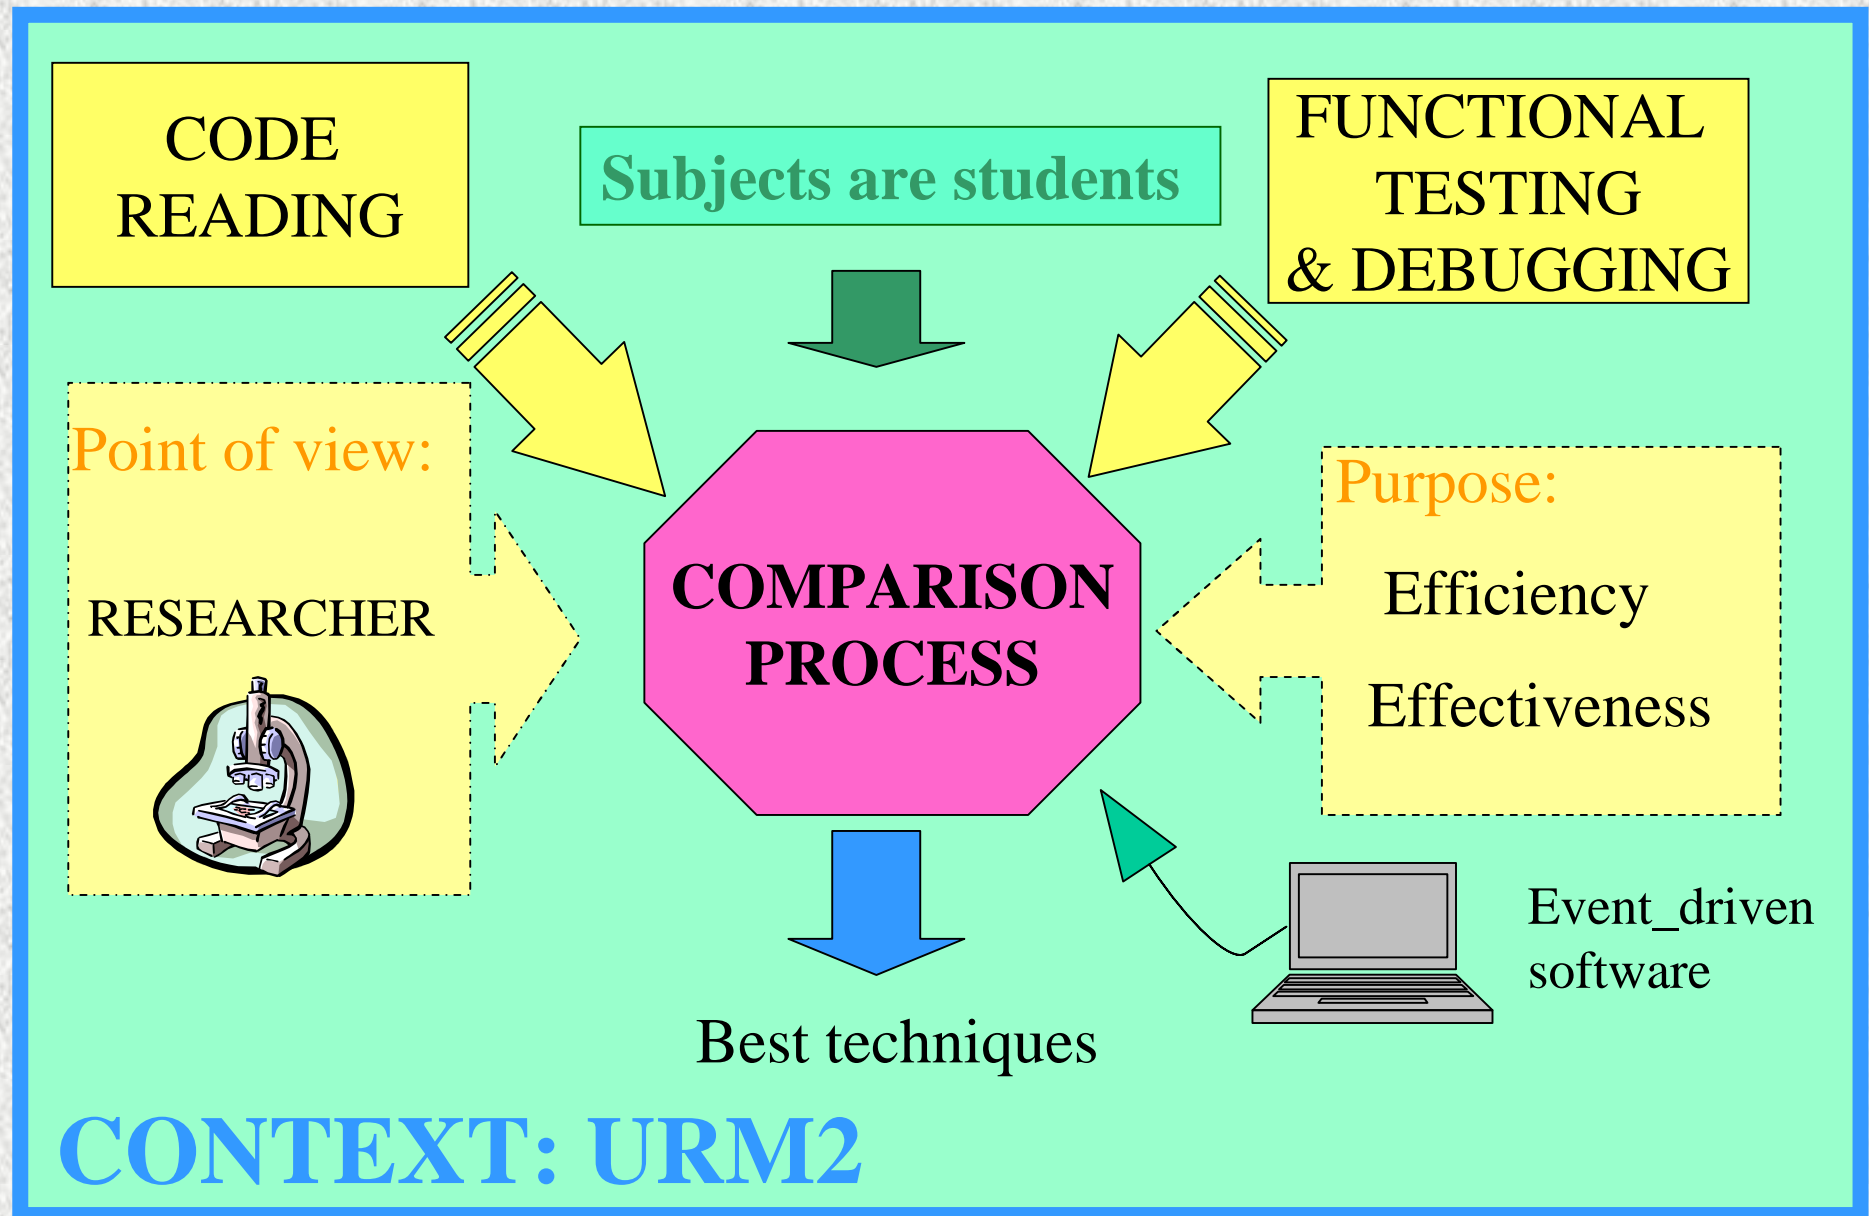 CODE
READING
Subjects are students
FUNCTIONAL
TESTING
& DEBUGGING
Point of view:
RESEARCHER
COMPARISON
PROCESS
Purpose:
Efficiency
Effectiveness
Event_driven
software
Best techniques
CONTEXT: URM2